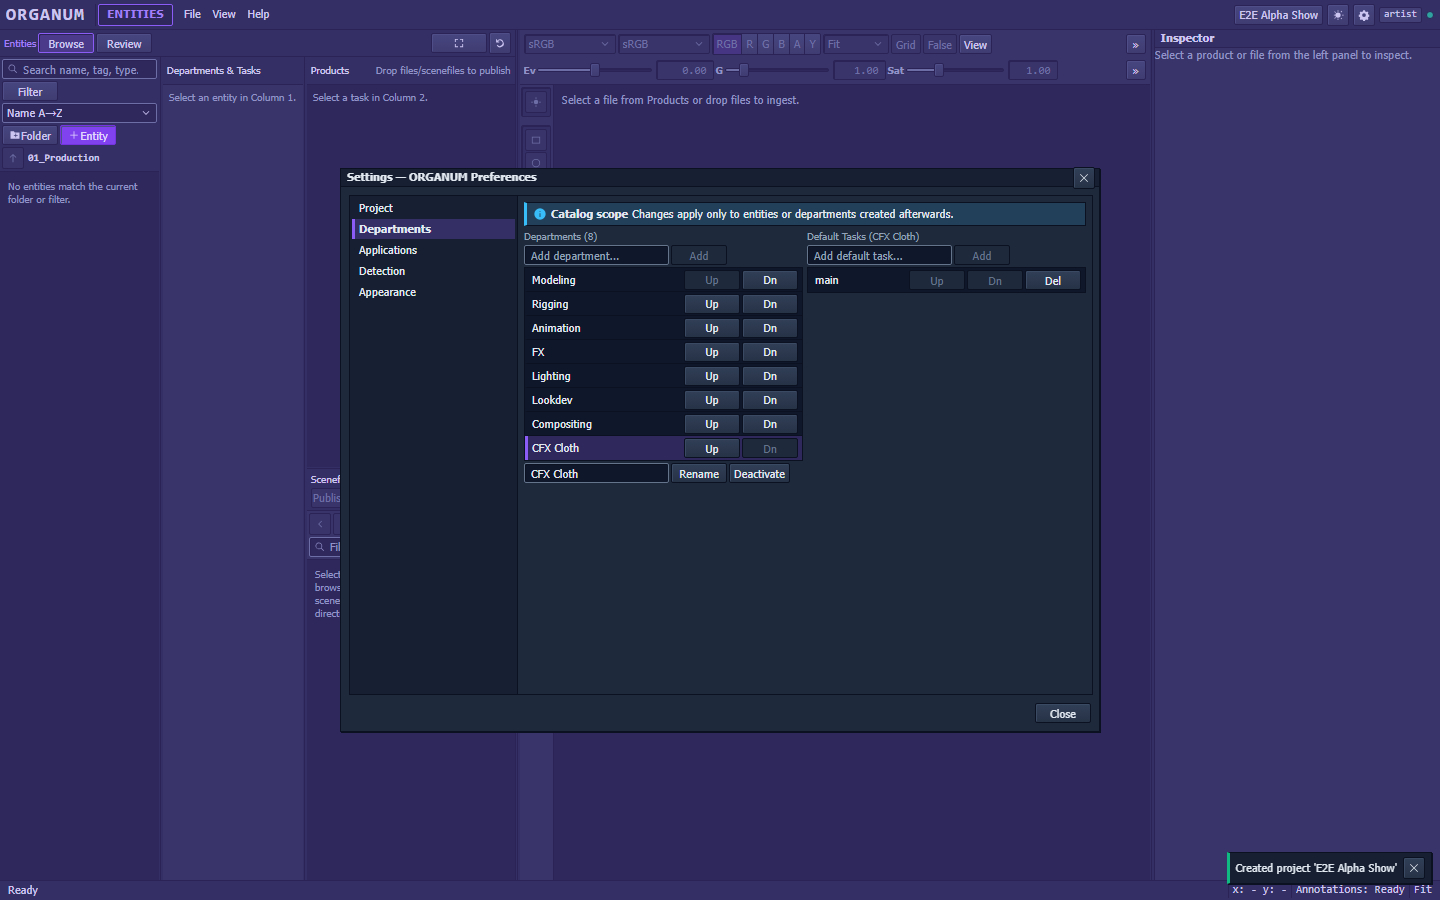 ORGANUM ENTITIES File View Help E2E Alpha Show artist
Entities Browse Review
Search name, tag, type.
Filter
Name A→Z
Folder +Entity
01_Production
No entities match the current
folder or filter.
Departments & Tasks
Select an entity in Column 1.
Products Drop files/scenefiles to publish
Select a task in Column 2.
Scenef
Publis
Fil
Select
brows
scene
direct
sRGB sRGB RGB R G B A Y Fit Grid False View »
Ev 0.00 G 1.00 Sat 1.00 »
Select a file from Products or drop files to ingest.
Inspector
Select a product or file from the left panel to inspect.
Settings — ORGANUM Preferences
Project
Departments
Applications
Detection
Appearance
Catalog scope Changes apply only to entities or departments created afterwards.
Departments (8)
Add department... Add
Modeling Up Dn
Rigging Up Dn
Animation Up Dn
FX Up Dn
Lighting Up Dn
Lookdev Up Dn
Compositing Up Dn
CFX Cloth Up Dn
CFX Cloth Rename Deactivate
Default Tasks (CFX Cloth)
Add default task... Add
main Up Dn Del
Close
Created project 'E2E Alpha Show'
Ready
x: - y: - Annotations: Ready Fit